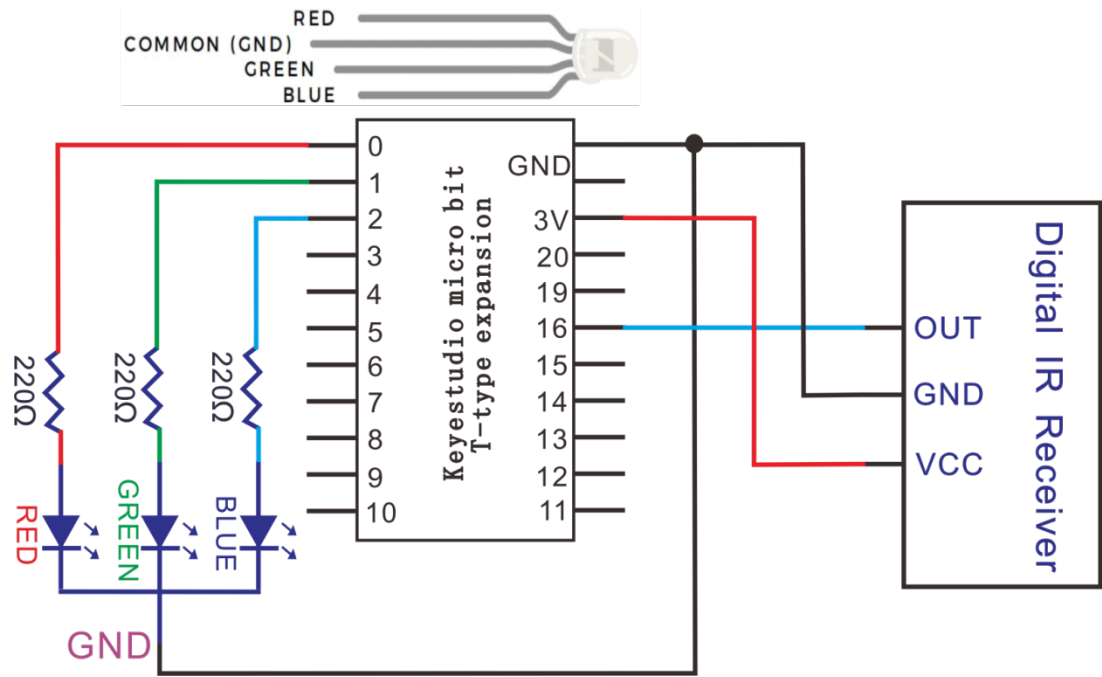 RED
COMMON (GND)
GREEN
BLUE
0
1
2
3
4
5
6
7
8
9
10
Keyestudio micro bit
T-type expansion
GND
3V
20
19
16
15
14
13
12
11
220Ω
220Ω
220Ω
RED
GREEN
BLUE
GND
OUT
GND
VCC
Digital IR Receiver